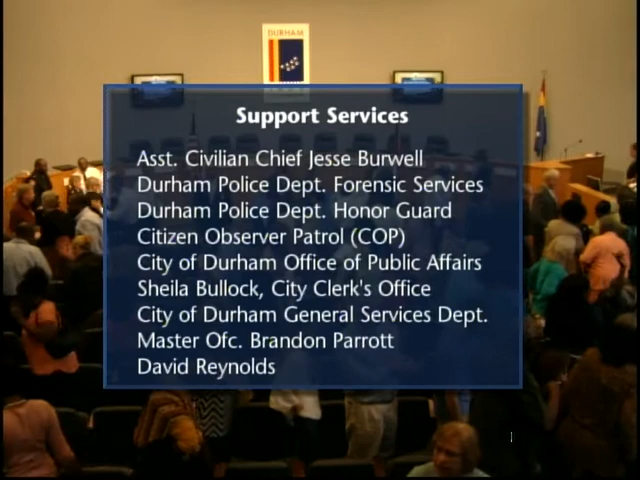 DURHAM
Support Services
Asst. Civilian Chief Jesse Burwell
Durham Police Dept. Forensic Services
Durham Police Dept. Honor Guard
Citizen Observer Patrol (COP)
City of Durham Office of Public Affairs
Sheila Bullock, City Clerk's Office
City of Durham General Services Dept.
Master Ofc. Brandon Parrott
David Reynolds